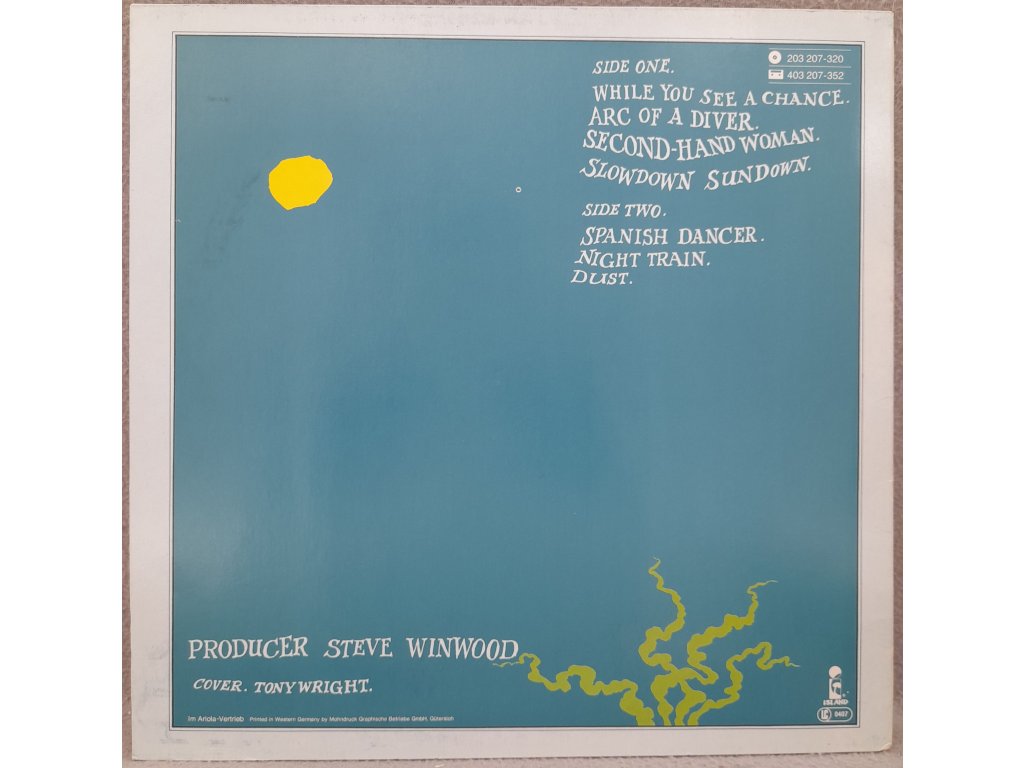 203 207-320
403 207-352
SIDE ONE.
WHILE YOU SEE A CHANCE.
ARC OF A DIVER.
SECOND-HAND WOMAN.
SLOWDOWN SUNDOWN.
SIDE TWO.
SPANISH DANCER.
NIGHT TRAIN.
DUST.
PRODUCER STEVE WINWOOD
COVER. TONY WRIGHT.
Im Ariola-Vertrieb Printed in Western Germany by Mohndruck Graphische Betriebe GmbH, Gütersloh
ISLAND
LC 0407